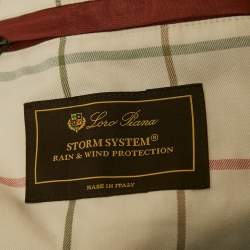 Loro Piana
STORM SYSTEM®
RAIN & WIND PROTECTION
MADE IN ITALY